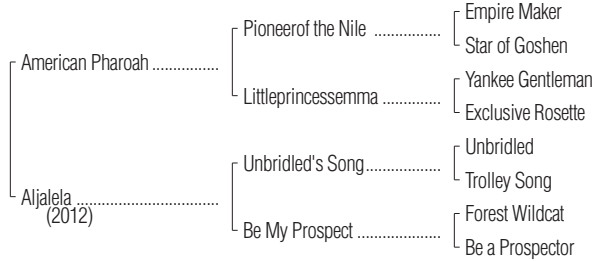 Empire Maker
Pioneerof the Nile ................
Star of Goshen
American Pharoah ................
Yankee Gentleman
Littleprincessemma ..............
Exclusive Rosette
Unbridled
Unbridled's Song..................
Trolley Song
Aljalela ..................................
(2012)
Forest Wildcat
Be My Prospect ....................
Be a Prospector